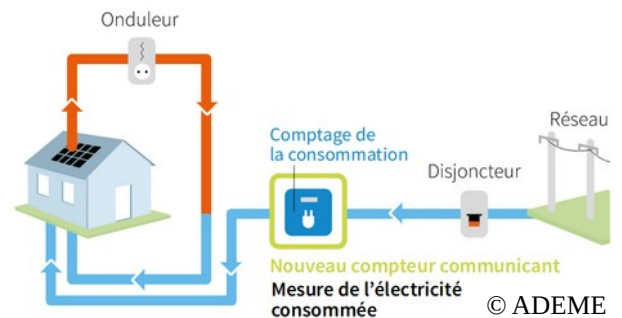 Onduleur
Réseau
Comptage de
la consommation
Disjoncteur
Nouveau compteur communicant
Mesure de l'électricité
consommée
© ADEME